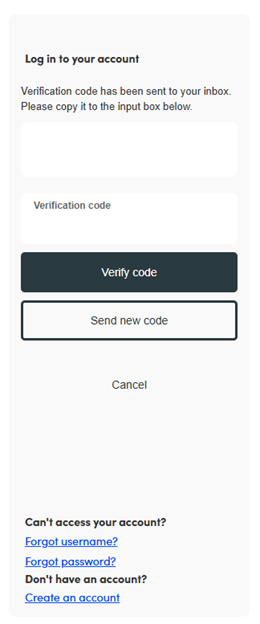 Log in to your account
Verification code has been sent to your inbox.
Please copy it to the input box below.
Verification code
Verify code
Send new code
Cancel
Can't access your account?
Forgot username?
Forgot password?
Don't have an account?
Create an account